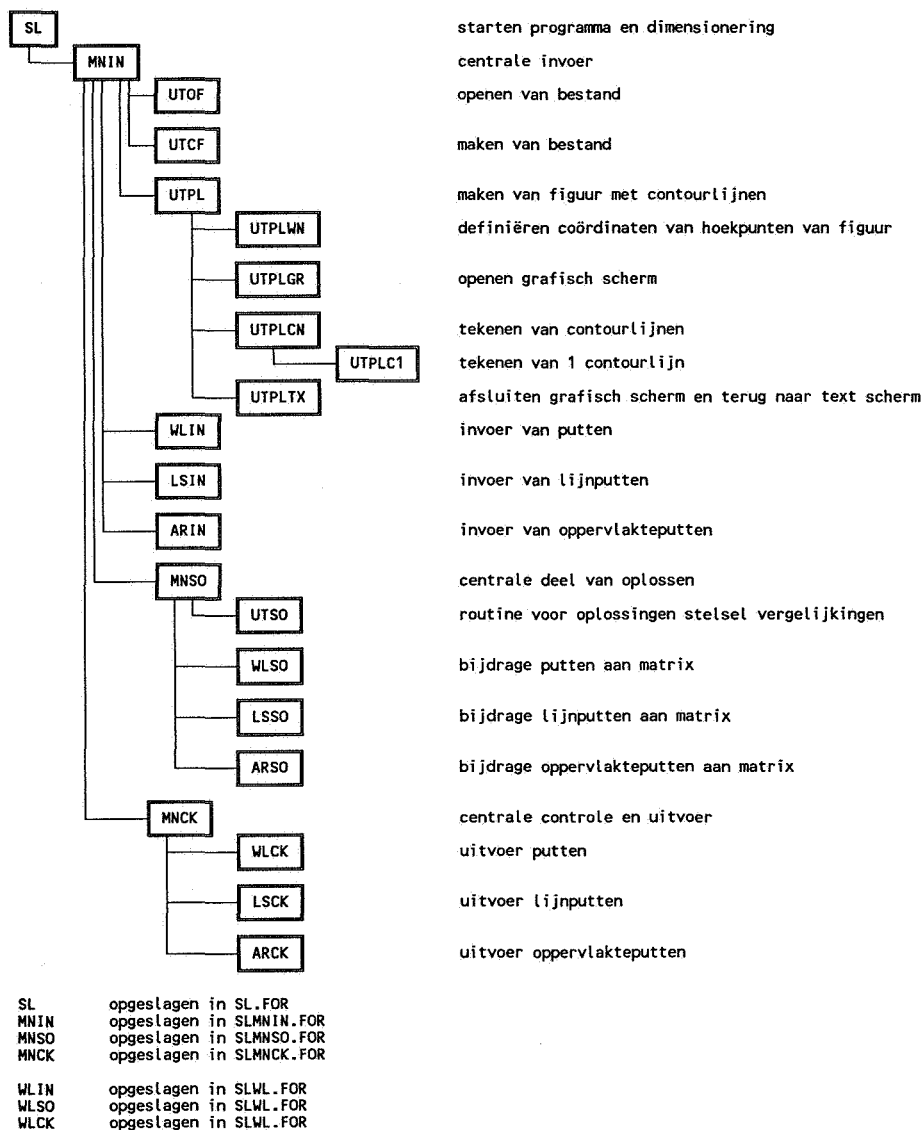 SL starten programma en dimensionering
MNIN centrale invoer
UTOF openen van bestand
UTCF maken van bestand
UTPL maken van figuur met contourlijnen
UTPLWN definiëren coördinaten van hoekpunten van figuur
UTPLGR openen grafisch scherm
UTPLCN tekenen van contourlijnen
UTPLC1 tekenen van 1 contourlijn
UTPLTX afsluiten grafisch scherm en terug naar text scherm
WLIN invoer van putten
LSIN invoer van lijnputten
ARIN invoer van oppervlakteputten
MNSO centrale deel van oplossen
UTSO routine voor oplossingen stelsel vergelijkingen
WLSO bijdrage putten aan matrix
LSSO bijdrage lijnputten aan matrix
ARSO bijdrage oppervlakteputten aan matrix
MNCK centrale controle en uitvoer
WLCK uitvoer putten
LSCK uitvoer lijnputten
ARCK uitvoer oppervlakteputten
SL opgeslagen in SL.FOR
MNIN opgeslagen in SLMNIN.FOR
MNSO opgeslagen in SLMNSO.FOR
MNCK opgeslagen in SLMNCK.FOR
WLIN opgeslagen in SLWL.FOR
WLSO opgeslagen in SLWL.FOR
WLCK opgeslagen in SLWL.FOR